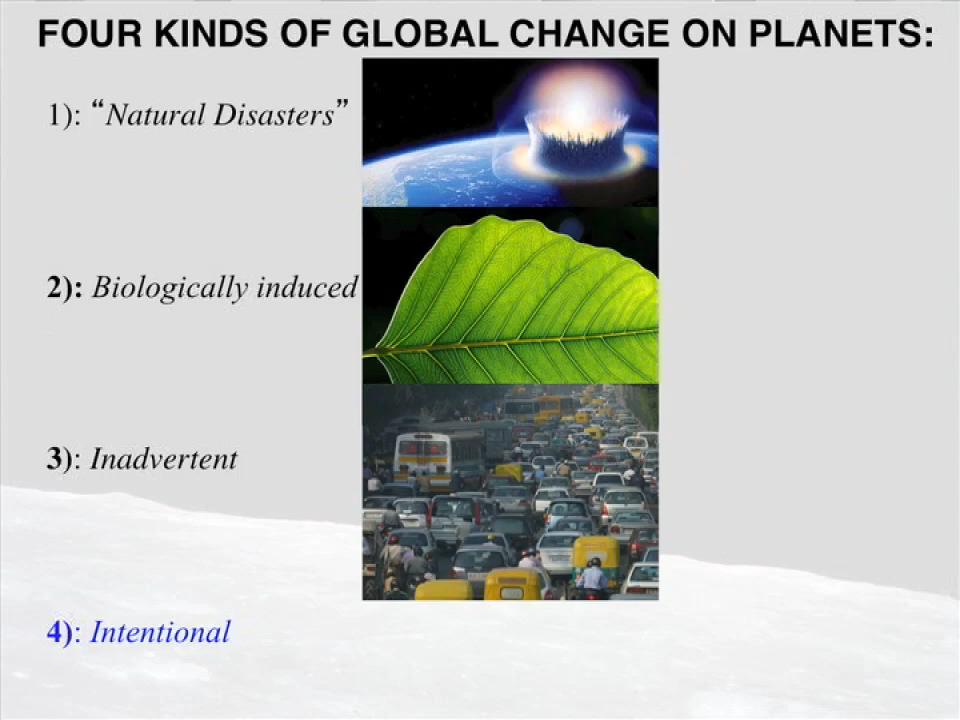 FOUR KINDS OF GLOBAL CHANGE ON PLANETS:
1): “Natural Disasters”
2): Biologically induced
3): Inadvertent
4): Intentional